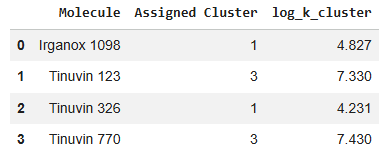 Molecule Assigned Cluster log_k_cluster
0 Irganox 1098 1 4.827
1 Tinuvin 123 3 7.330
2 Tinuvin 326 1 4.231
3 Tinuvin 770 3 7.430